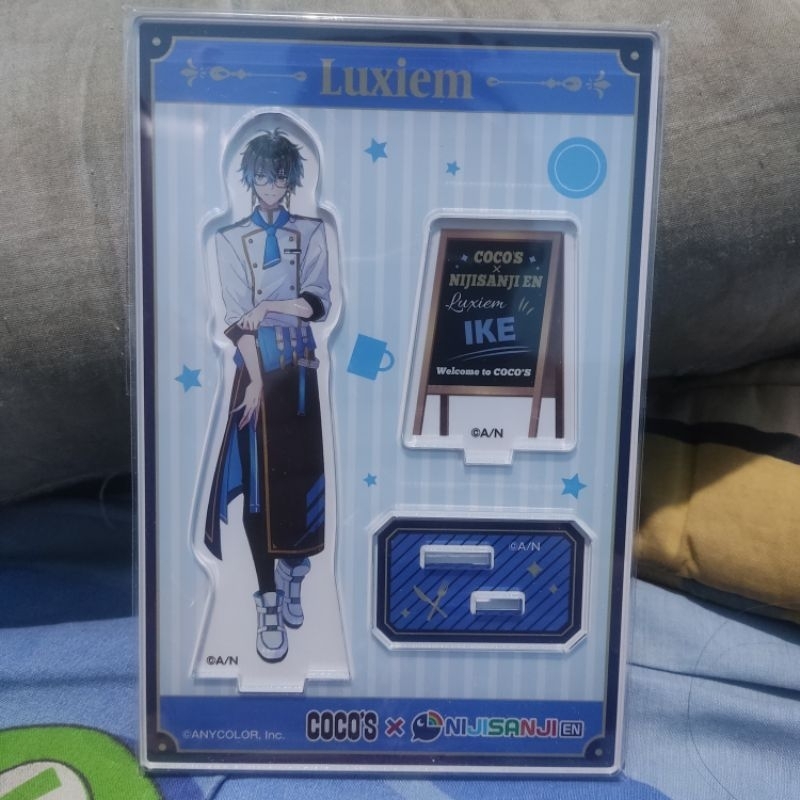 Luxiem
COCO'S
×
NIJISANJI EN
Luxiem
IKE
Welcome to COCO'S
©A/N
©A/N
©A/N
©ANYCOLOR, Inc.
COCO'S × NIJISANJI EN